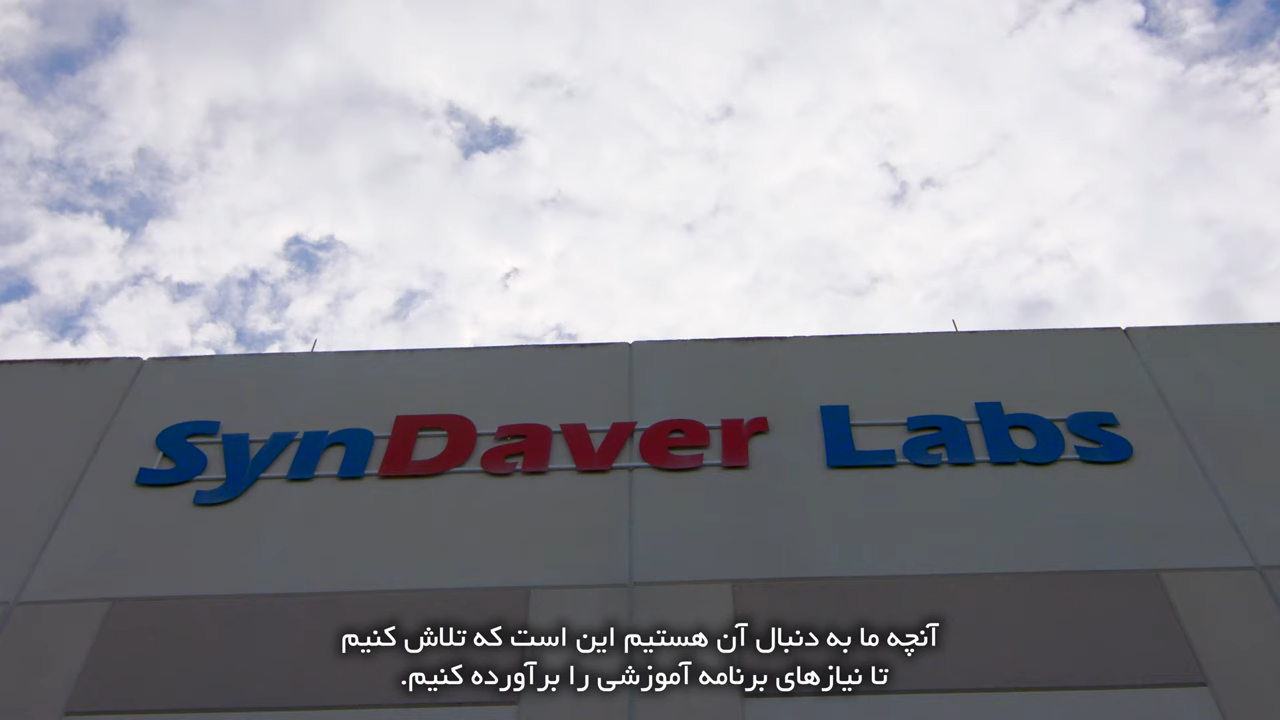 SynDaver Labs
آنچه ما به دنبال آن هستیم این است که تلاش کنیم
تا نیازهای برنامه آموزشی را برآورده کنیم.